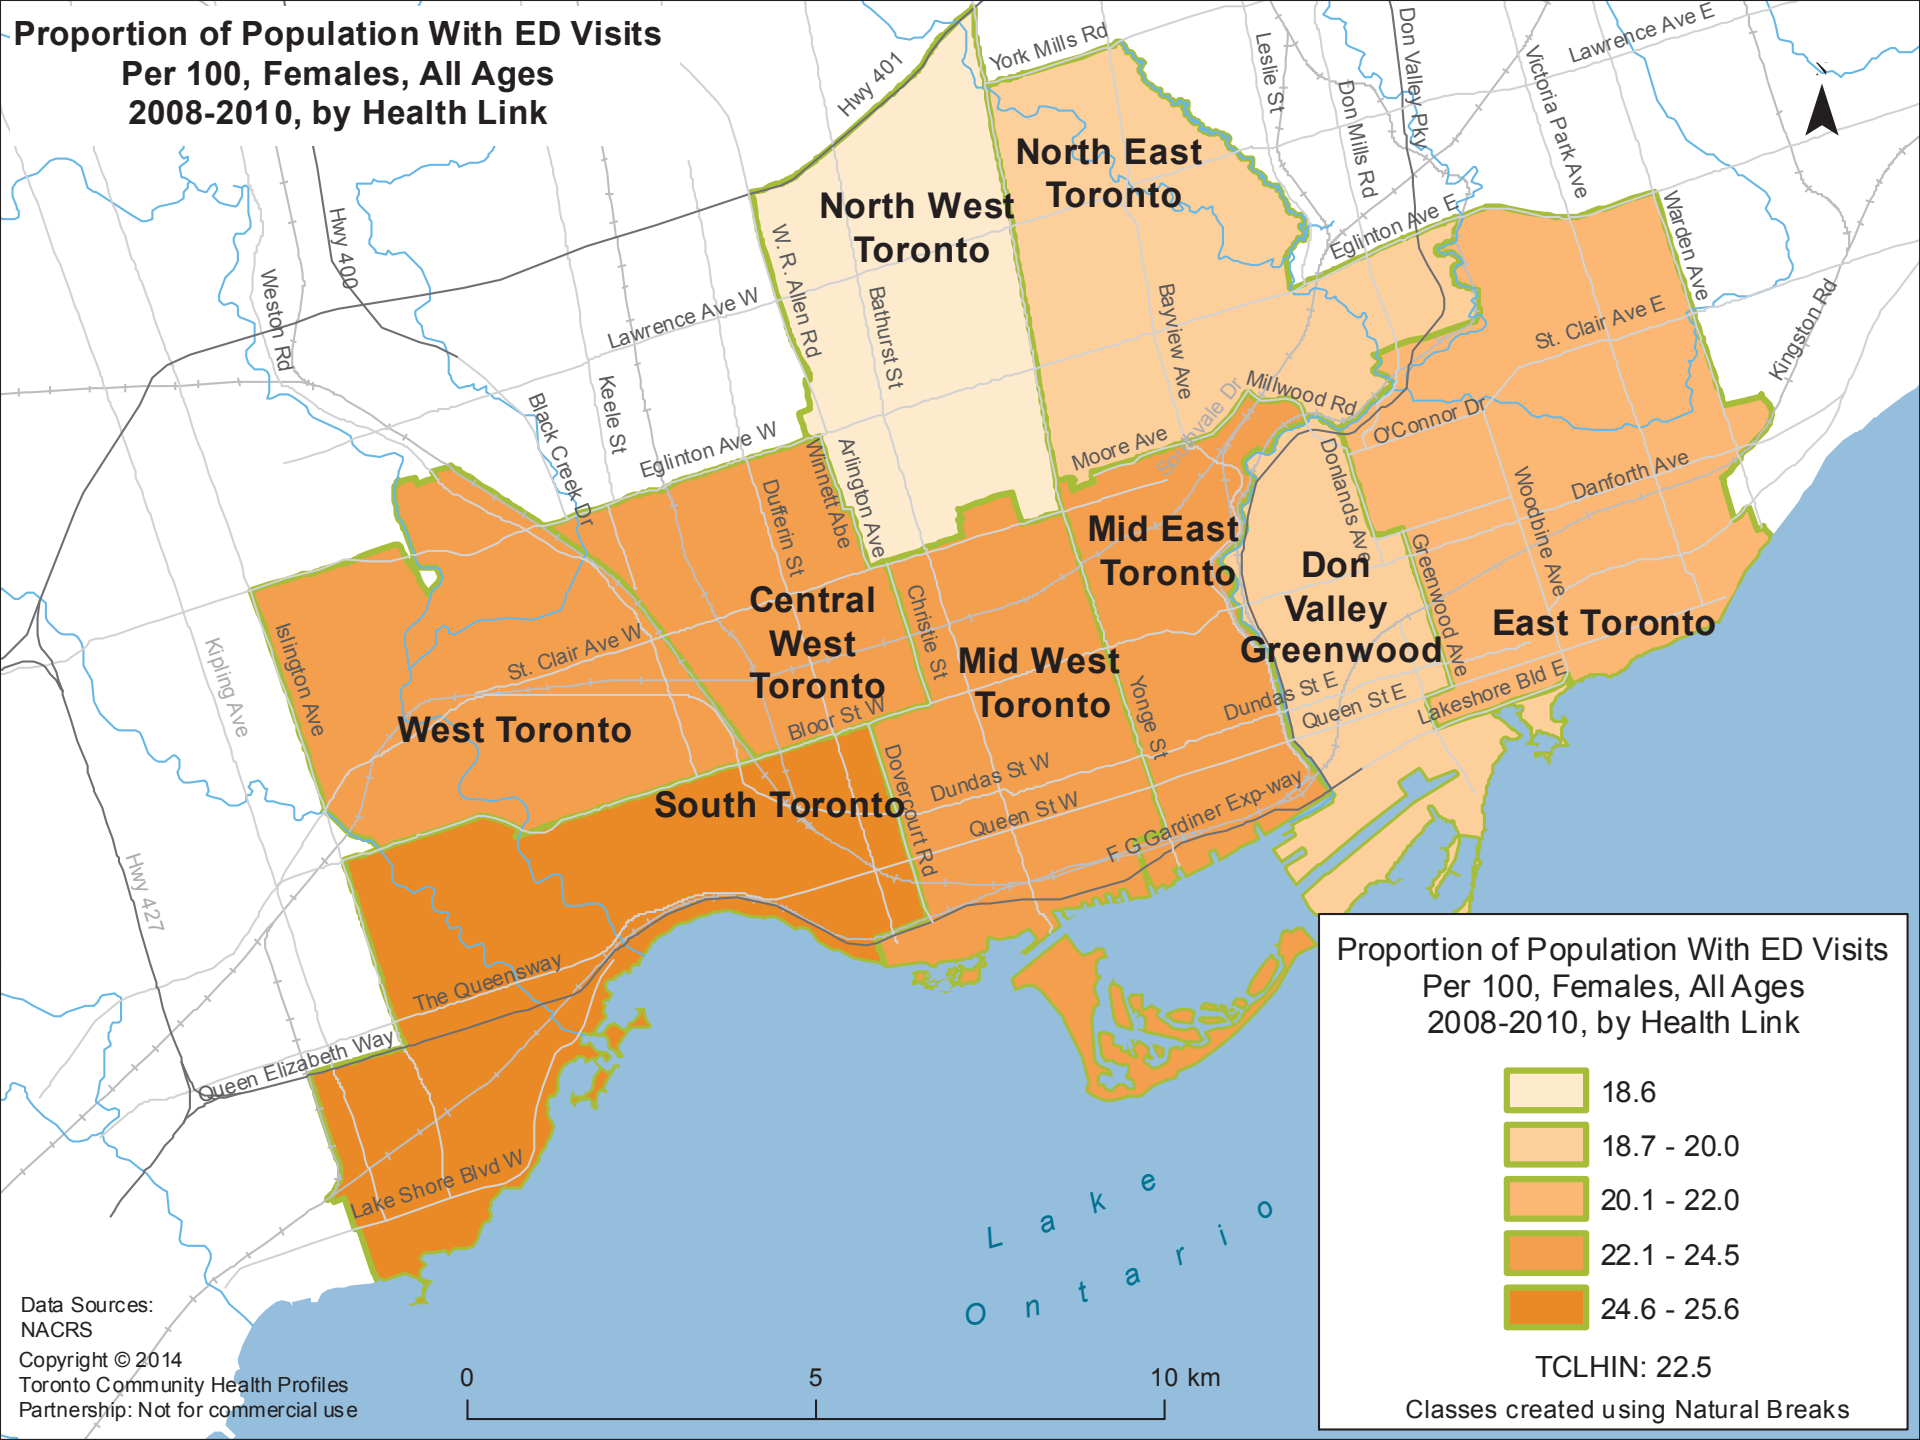 Proportion of Population With ED Visits
Per 100, Females, All Ages
2008-2010, by Health Link
Hwy 401
York Mills Rd
Leslie St
Don Mills Rd
Don Valley Pky
Victoria Park Ave
Lawrence Ave E
North East
Toronto
North West
Toronto
Hwy 400
Weston Rd
W. R. Allen Rd
Bathurst St
Bayview Ave
Eglinton Ave E
Warden Ave
Kingston Rd
St. Clair Ave E
Lawrence Ave W
Keele St
Black Creek Dr
Eglinton Ave W
Winnett Abe
Arlington Ave
Dufferin St
Moore Ave
Southvale Dr
Millwood Rd
O'Connor Dr
Donlands Ave
Danforth Ave
Woodbine Ave
Greenwood Ave
Mid East
Toronto
Don
Valley
Greenwood
East Toronto
Central
West
Toronto
Christie St
Mid West
Toronto
Kipling Ave
Islington Ave
St. Clair Ave W
West Toronto
Bloor St W
Yonge St
Dundas St E
Queen St E
Lakeshore Bld E
South Toronto
Dovercourt Rd
Dundas St W
Queen St W
F G Gardiner Exp-way
Hwy 427
The Queensway
Queen Elizabeth Way
Lake Shore Blvd W
Lake
Ontario
Proportion of Population With ED Visits
Per 100, Females, All Ages
2008-2010, by Health Link
18.6
18.7 - 20.0
20.1 - 22.0
22.1 - 24.5
24.6 - 25.6
TCLHIN: 22.5
Classes created using Natural Breaks
Data Sources:
NACRS
Copyright © 2014
Toronto Community Health Profiles
Partnership: Not for commercial use
0 5 10 km